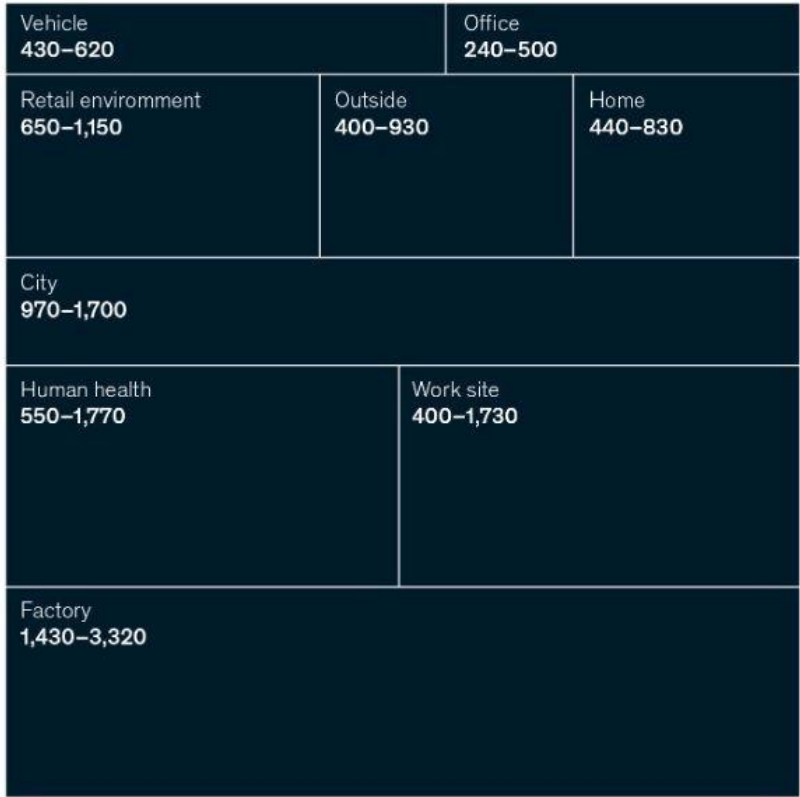 Vehicle
430–620
Office
240–500
Retail enviromment
650–1,150
Outside
400–930
Home
440–830
City
970–1,700
Human health
550–1,770
Work site
400–1,730
Factory
1,430–3,320